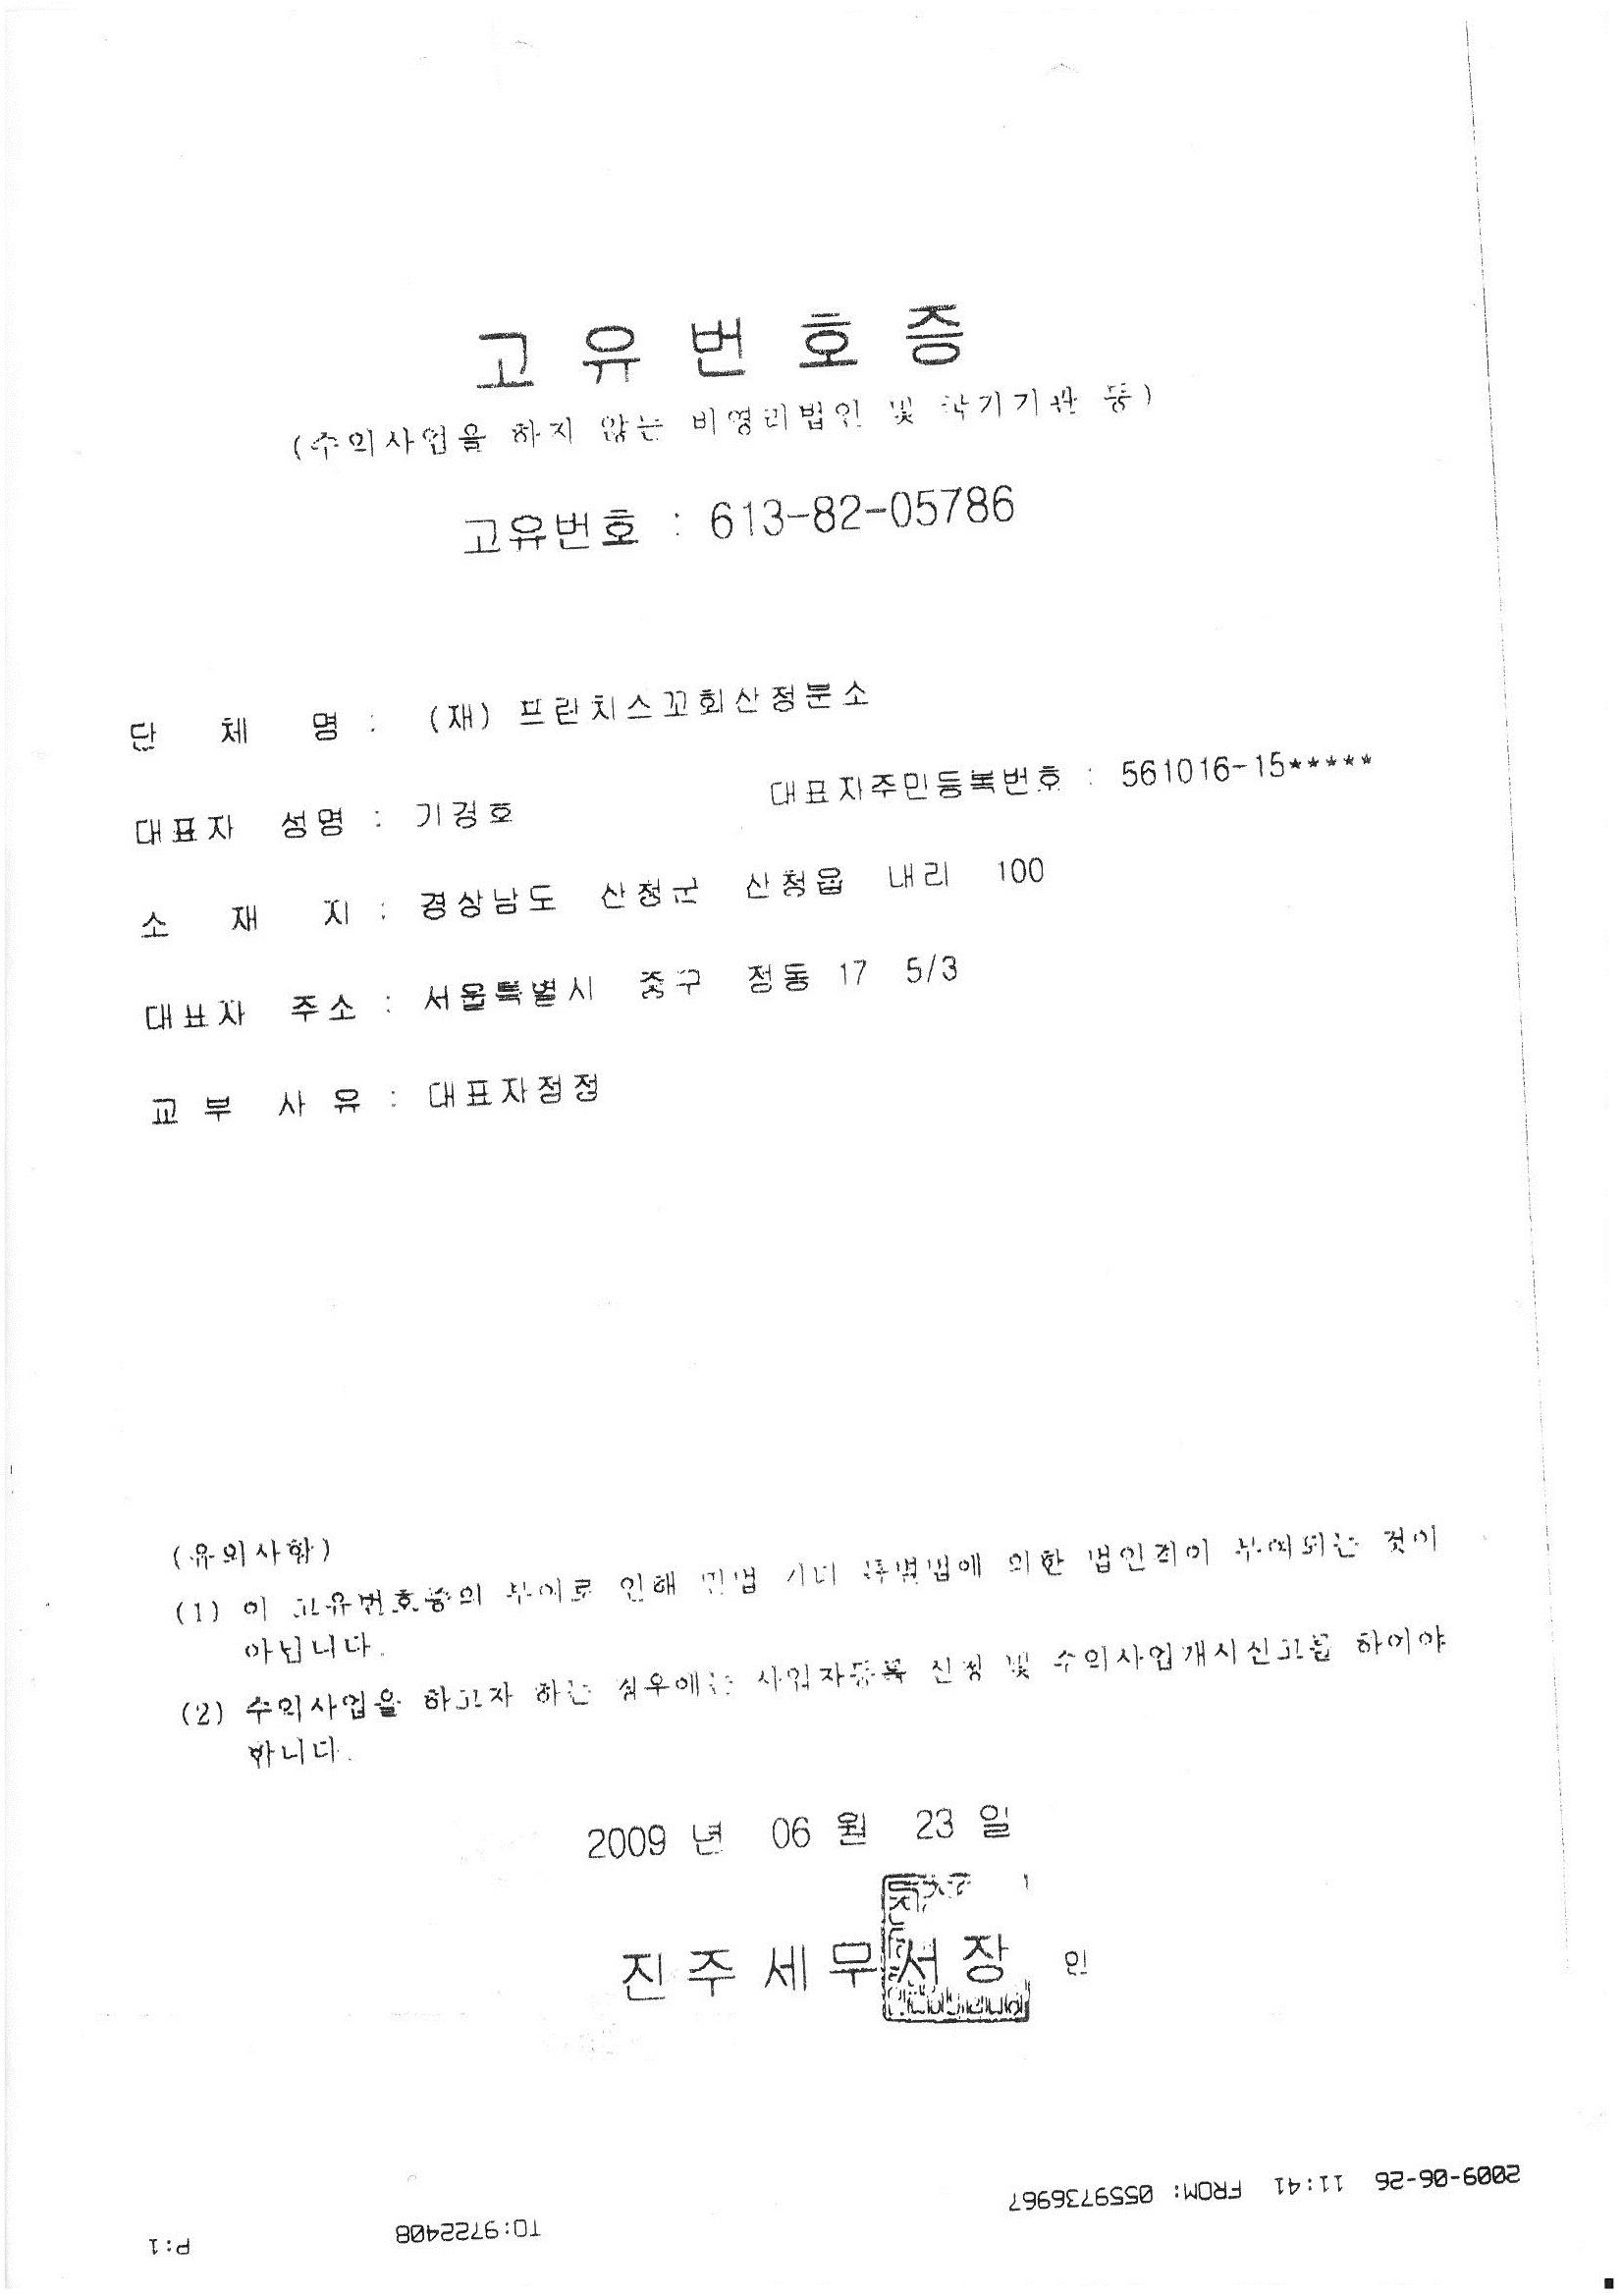 고유번호증
(수익사업을 하지 않는 비영리법인 및 국가기관 등)
고유번호 : 613-82-05786
단 체 명 : (재) 프란치스꼬회산청분소
대표자 성명 : 기경호 대표자주민등록번호 : 561016-15*****
소 재 지 : 경상남도 산청군 산청읍 내리 100
대표자 주소 : 서울특별시 중구 정동 17 5/3
교 부 사 유 : 대표자정정
(유의사항)
(1) 이 고유번호증의 부여로 인해 민법 기타 특별법에 의한 법인격이 부여되는 것이
아닙니다.
(2) 수익사업을 하고자 하는 경우에는 사업자등록 신청 및 수익사업개시신고를 하여야
합니다.
2009 년 06 월 23 일
진주세무서장 인
2009-06-26 11:41 FROM: 0559736967
TO:9722408
P:1